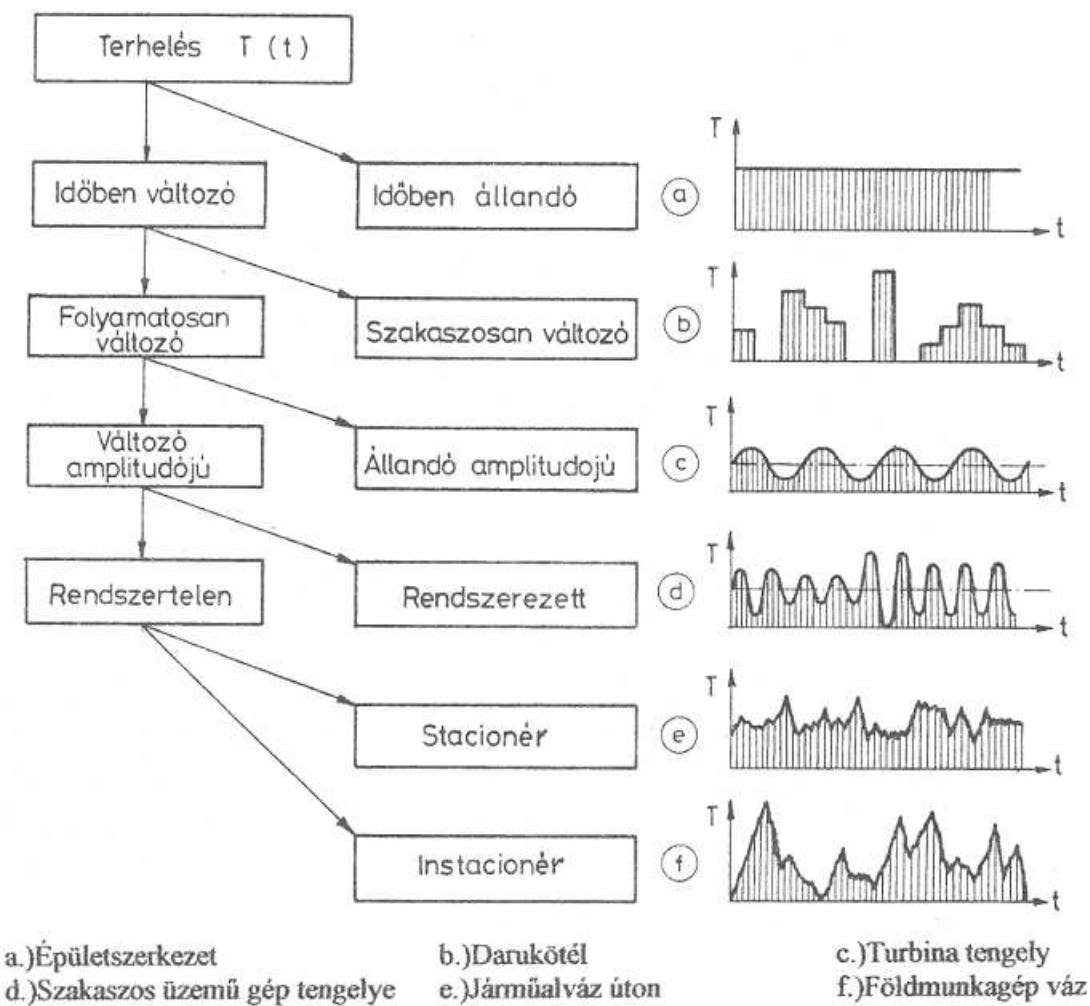 Terhelés T (t)
Időben változó
Időben állandó
a
T
t
Folyamatosan
változó
Szakaszosan változó
b
T
t
Változó
amplitudójú
Állandó amplitudojú
c
T
t
Rendszertelen
Rendszerezett
d
T
t
Stacionér
e
T
t
Instacionér
f
T
t
a.)Épületszerkezet b.)Darukötél c.)Turbina tengely
d.)Szakaszos üzemű gép tengelye e.)Járműalváz úton f.)Földmunkagép váz